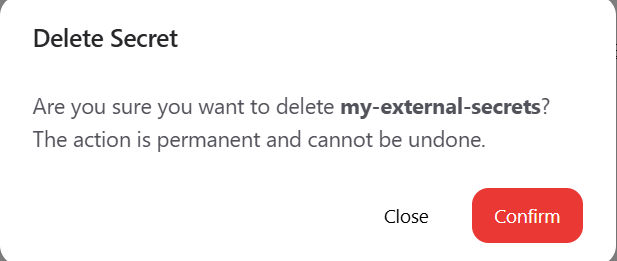 Delete Secret
Are you sure you want to delete my-external-secrets?
The action is permanent and cannot be undone.
Close
Confirm